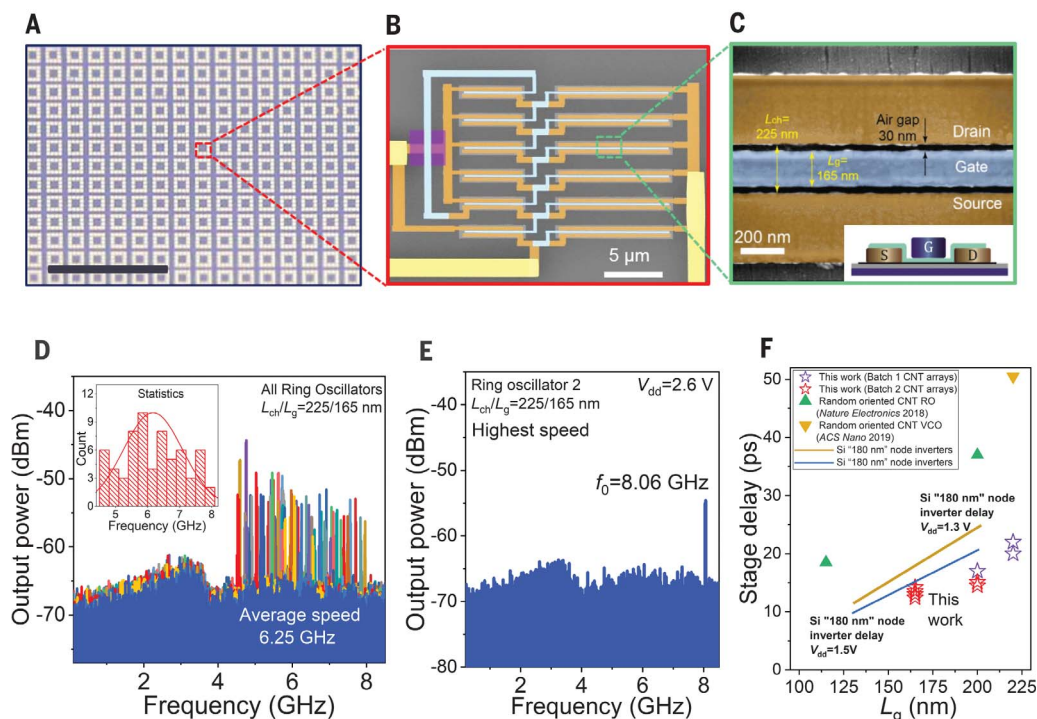 A
B
C
5 μm
Lch=
225 nm
Air gap
30 nm
Drain
Lg=
165 nm
Gate
Source
200 nm
S
G
D
D
Statistics
Count
12
9
6
3
0
5
6
7
8
Frequency (GHz)
All Ring Oscillators
Lch/Lg=225/165 nm
Average speed
6.25 GHz
Output power (dBm)
-40
-50
-60
-70
2
4
6
8
Frequency (GHz)
E
Ring oscillator 2
Vdd=2.6 V
Lch/Lg=225/165 nm
Highest speed
f0=8.06 GHz
Output power (dBm)
-40
-50
-60
-70
-80
2
4
6
8
Frequency (GHz)
F
This work (Batch 1 CNT arrays)
This work (Batch 2 CNT arrays)
Random oriented CNT RO
(Nature Electronics 2018)
Random oriented CNT VCO
(ACS Nano 2019)
Si "180 nm" node inverters
Si "180 nm" node inverters
Si "180 nm" node
inverter delay
Vdd=1.3 V
This
work
Si "180 nm" node
inverter delay
Vdd=1.5V
Stage delay (ps)
50
40
30
20
10
0
100
125
150
175
200
225
Lg (nm)